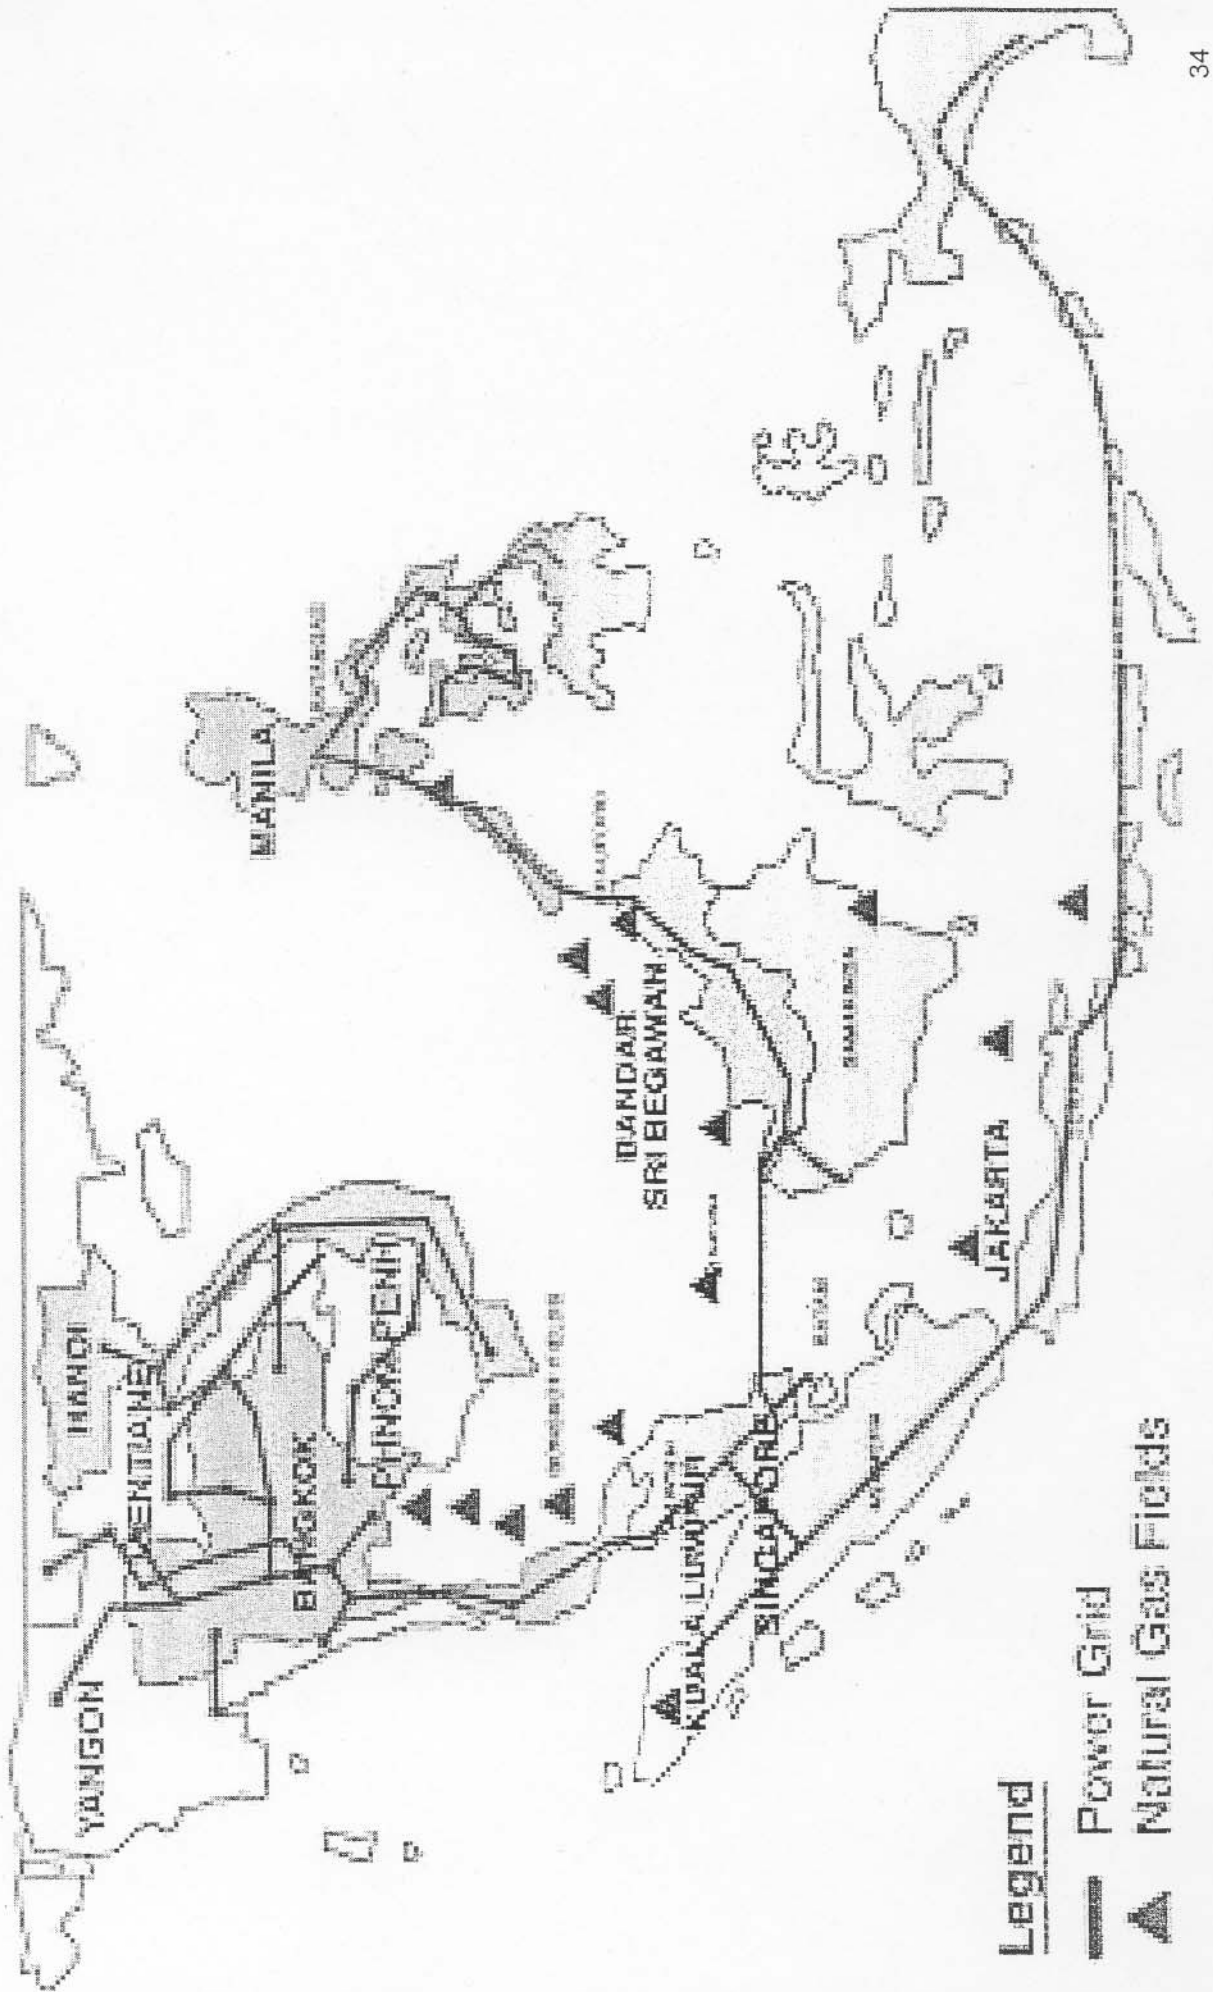 HANOI
YANGON
VIENTIANE
MANILA
BANGKOK
PHNOM PENH
BANDAR
SRI BEGAWAN
KUALA LUMPUR
SINGAPORE
JAKARTA
Legend
Power Grid
Natural Gas Fields
34